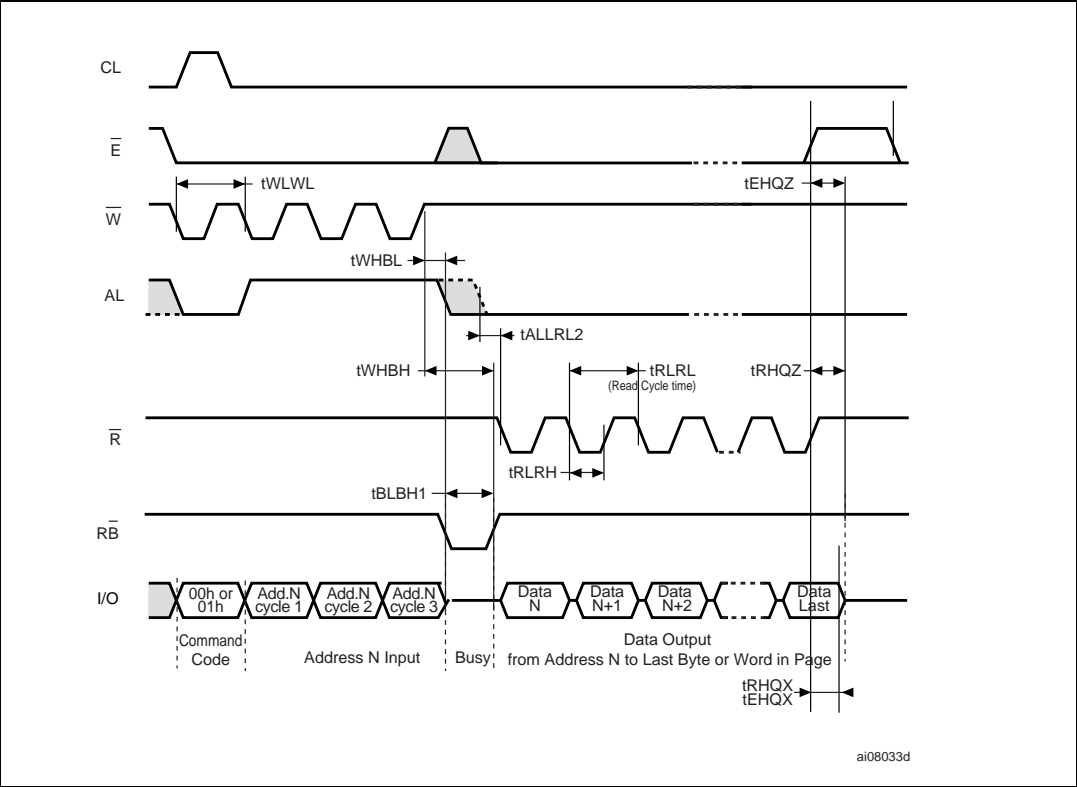 CL
E
tWLWL
tEHQZ
W
tWHBL
AL
tALLRL2
tWHBH
tRLRL
(Read Cycle time)
tRHQZ
R
tRLRH
tBLBH1
RB
I/O
00h or
01h
Add.N
cycle 1
Add.N
cycle 2
Add.N
cycle 3
Data
N
Data
N+1
Data
N+2
Data
Last
Command
Code
Address N Input
Busy
Data Output
from Address N to Last Byte or Word in Page
tRHQX
tEHQX
ai08033d